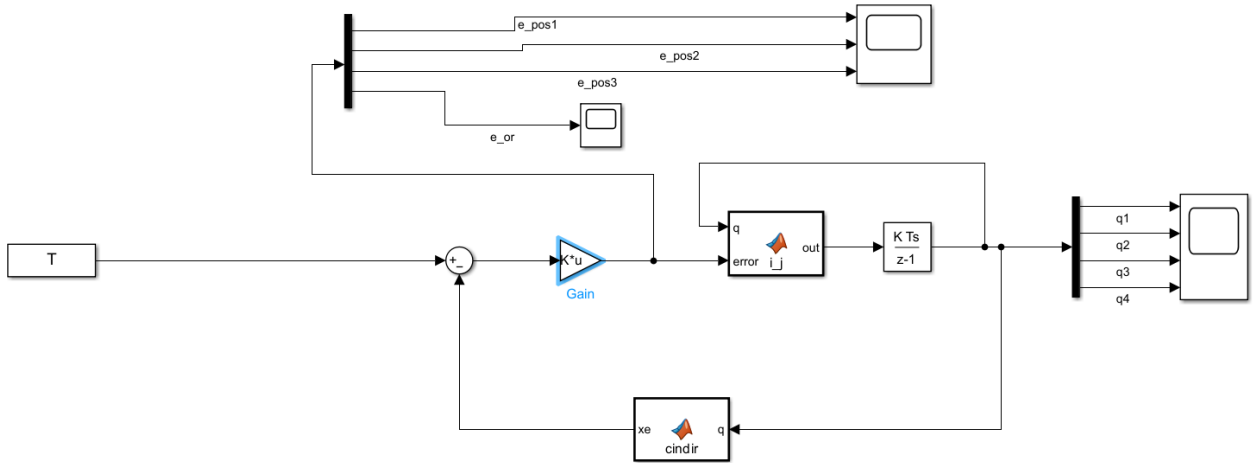 e_pos1
e_pos2
e_pos3
e_or
T
+
−
K*u
Gain
q
error
out
i_j
K Ts
z-1
q1
q2
q3
q4
xe
q
cindir